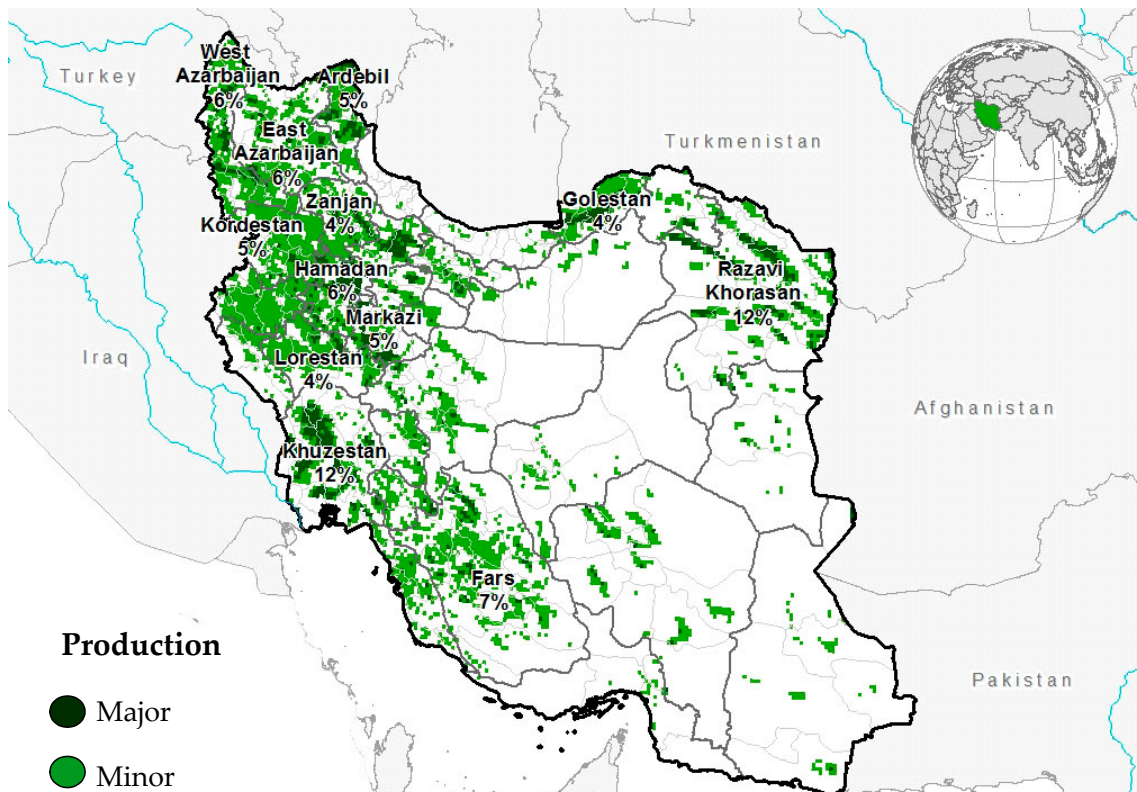 West
Azarbaijan
6%
Ardebil
5%
Turkey
East
Azarbaijan
6%
Turkmenistan
Zanjan
4%
Golestan
4%
Kordestan
5%
Hamadan
6%
Razavi
Khorasan
12%
Markazi
5%
Iraq
Lorestan
4%
Afghanistan
Khuzestan
12%
Fars
7%
Production
Pakistan
Major
Minor